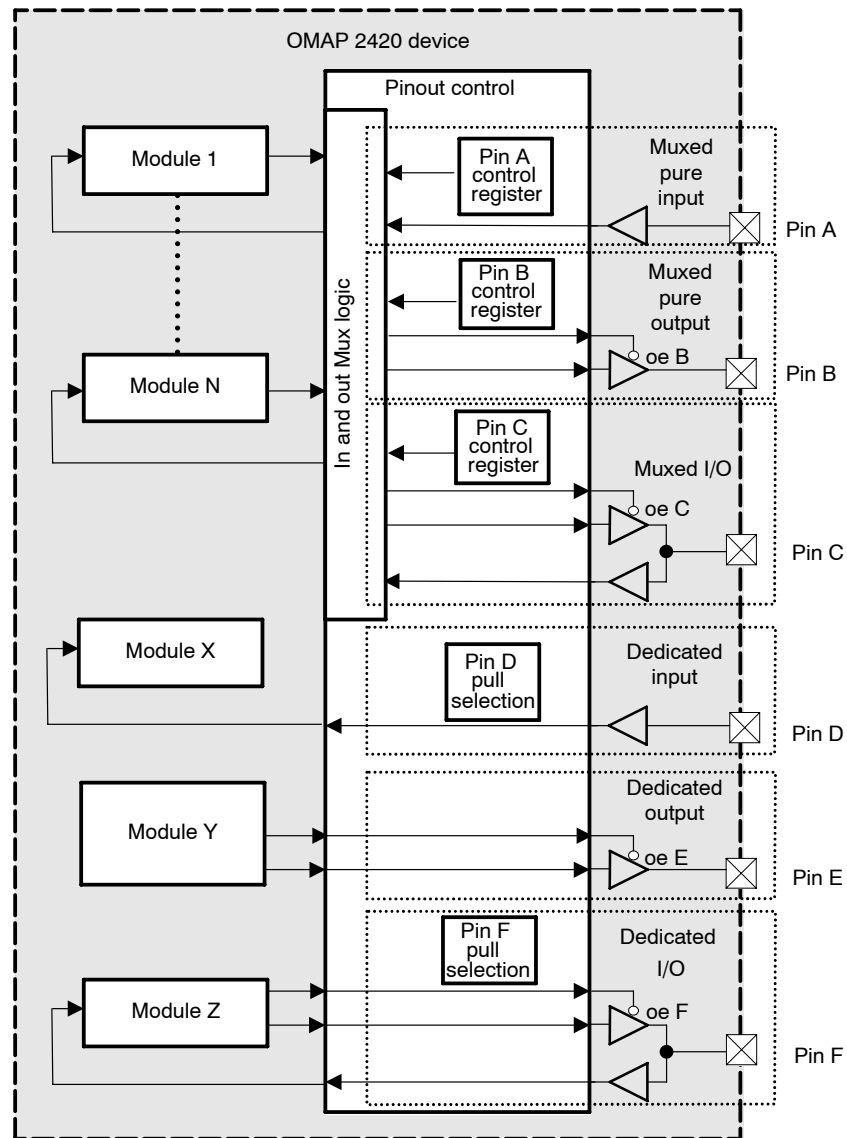 OMAP 2420 device
Pinout control
Module 1
Pin A
control
register
Muxed
pure
input
Pin A
In and out Mux logic
Pin B
control
register
Muxed
pure
output
oe B
Pin B
Module N
Pin C
control
register
Muxed I/O
oe C
Pin C
Module X
Pin D
pull
selection
Dedicated
input
Pin D
Module Y
Dedicated
output
oe E
Pin E
Pin F
pull
selection
Dedicated
I/O
Module Z
oe F
Pin F